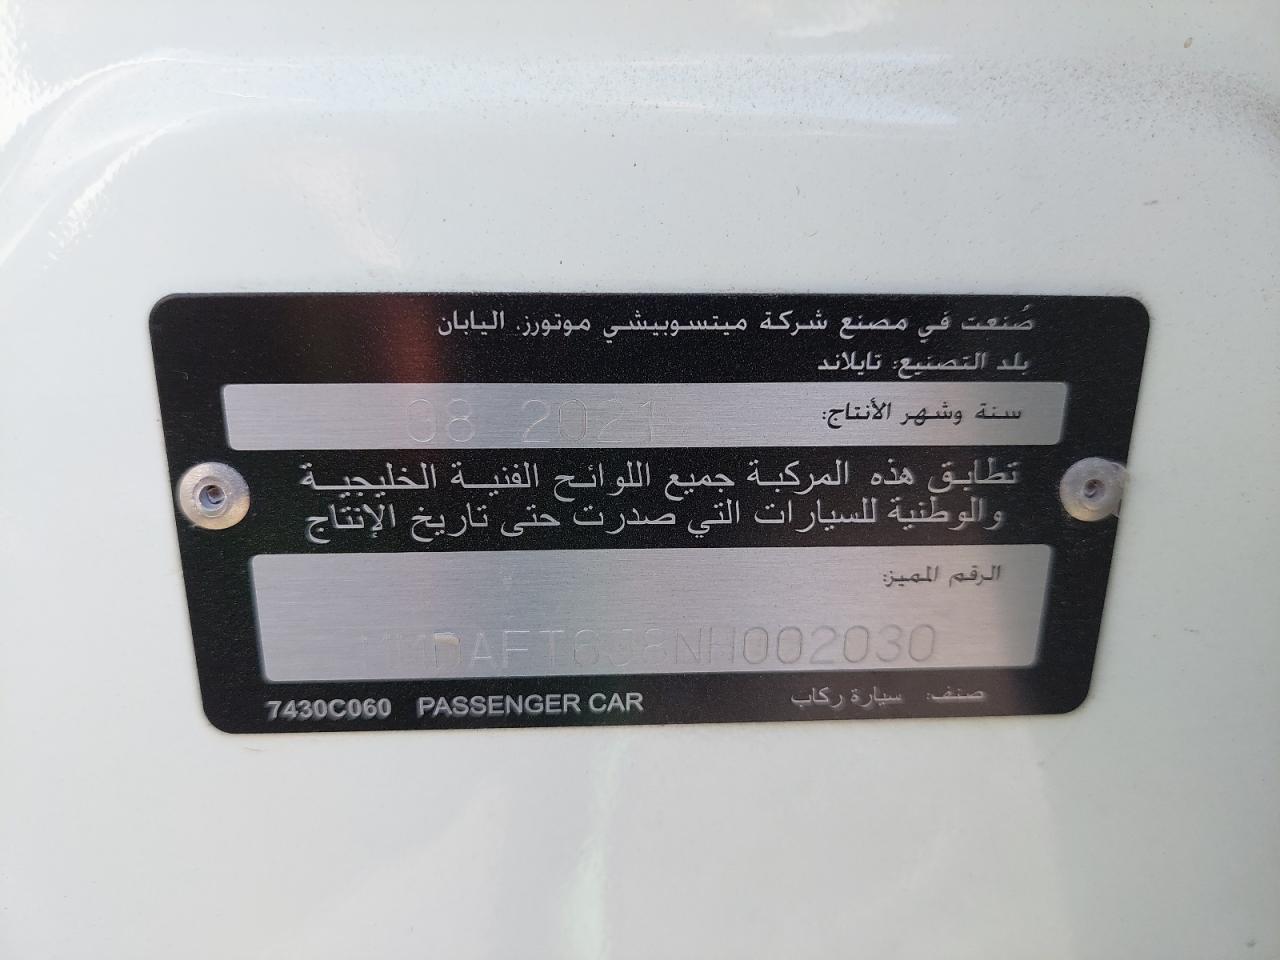 صُنعت في مصنع شركة ميتسوبيشي موتورز. اليابان
بلد التصنيع: تايلاند
سنة وشهر الأنتاج: 08 2021
تطابق هذه المركبة جميع اللوائح الفنية الخليجية
والوطنية للسيارات التي صدرت حتى تاريخ الإنتاج
الرقم المميز:
MMDAFT6J8NH002030
صنف: سيارة ركاب PASSENGER CAR 7430C060